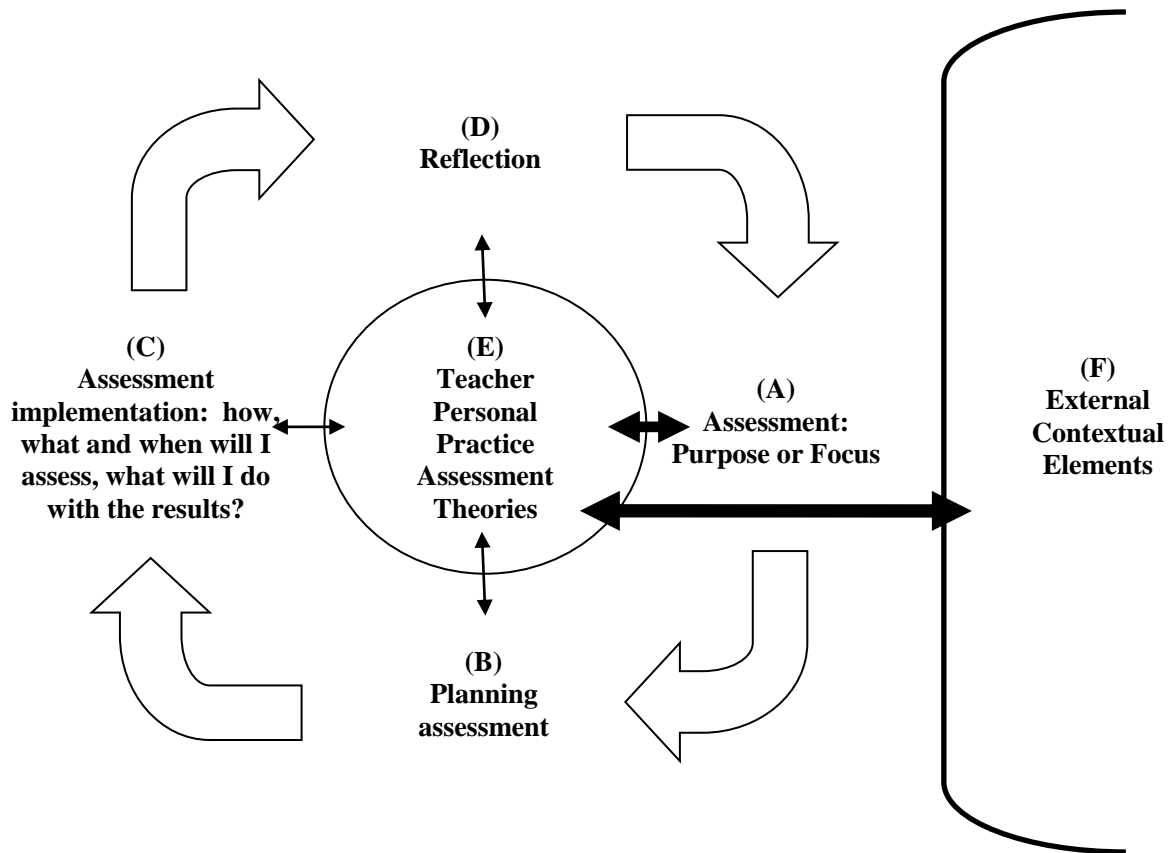 (D)
Reflection
(C)
Assessment
implementation:  how,
what and when will I
assess, what will I do
with the results?
(E)
Teacher
Personal
Practice
Assessment
Theories
(A)
Assessment:
Purpose or Focus
(F)
External
Contextual
Elements
(B)
Planning
assessment